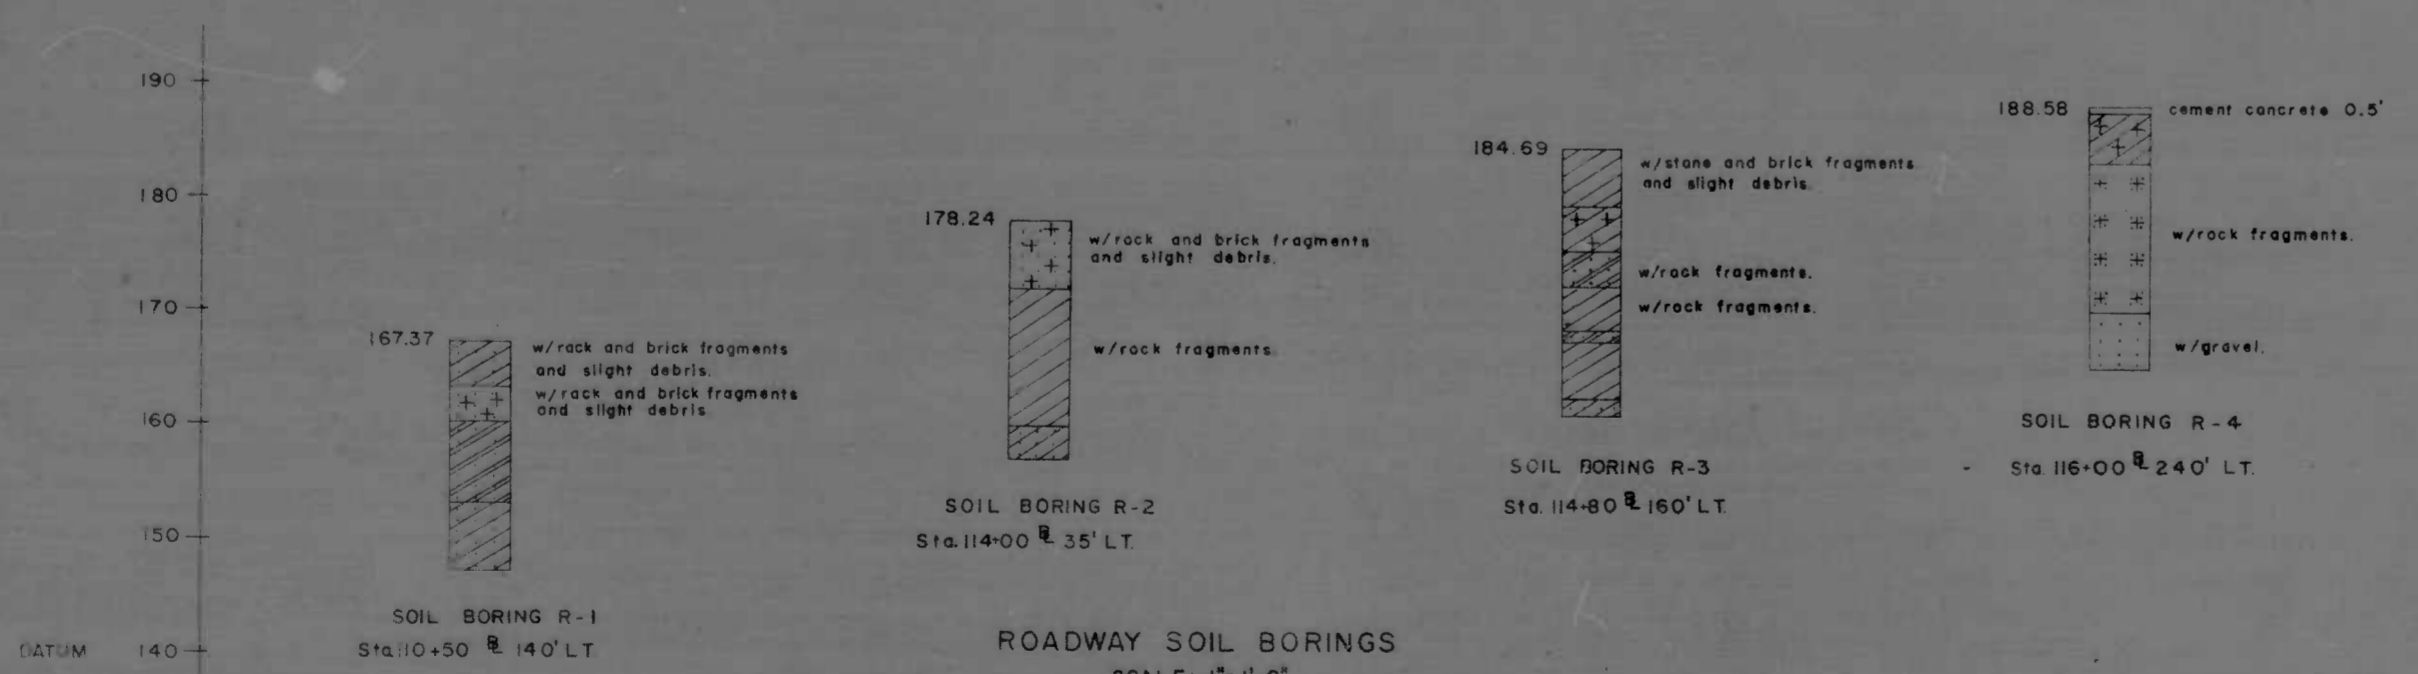 190
180
170
160
150
DATUM 140
167.37
w/rock and brick fragments
and slight debris.
w/rock and brick fragments
and slight debris
SOIL BORING R-1
Sta.110+50 BL 140' LT
178.24
w/rock and brick fragments
and slight debris.
w/rock fragments
SOIL BORING R-2
Sta.114+00 BL 35' LT.
184.69
w/stone and brick fragments
and slight debris.
w/rock fragments.
w/rock fragments.
SOIL BORING R-3
Sta. 114+80 BL 160' LT.
188.58
cement concrete 0.5'
w/rock fragments.
w/gravel.
SOIL BORING R-4
Sta. 116+00 BL 240' LT.
ROADWAY SOIL BORINGS